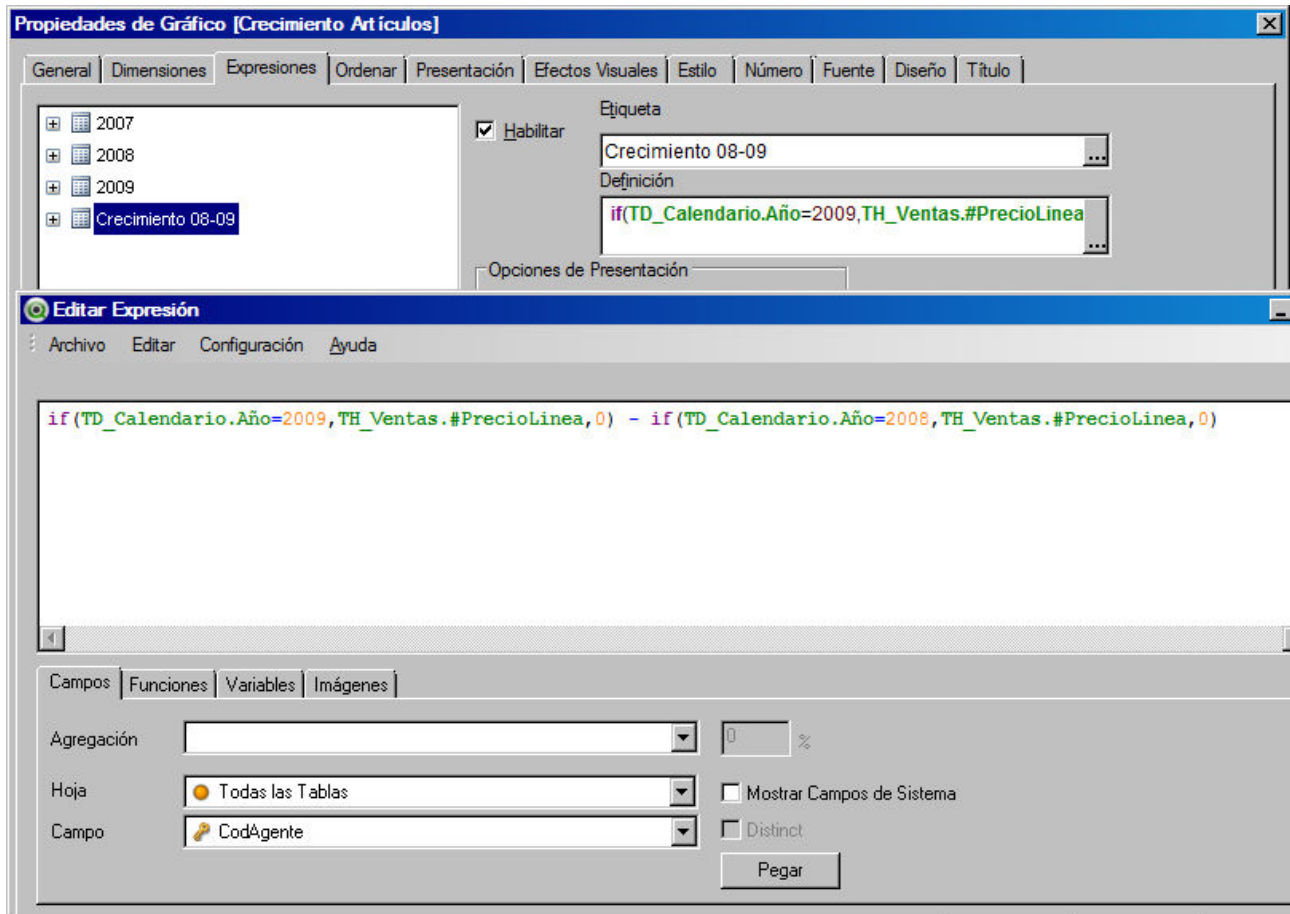 Propiedades de Gráfico [Crecimiento Artículos]
General Dimensiones Expresiones Ordenar Presentación Efectos Visuales Estilo Número Fuente Diseño Título
2007
2008
2009
Crecimiento 08-09
Habilitar
Etiqueta
Crecimiento 08-09
...
Definición
if(TD_Calendario.Año=2009,TH_Ventas.#PrecioLinea
...
Opciones de Presentación
Editar Expresión
Archivo Editar Configuración Ayuda
if(TD_Calendario.Año=2009,TH_Ventas.#PrecioLinea,0) - if(TD_Calendario.Año=2008,TH_Ventas.#PrecioLinea,0)
Campos Funciones Variables Imágenes
Agregación 0 %
Hoja Todas las Tablas Mostrar Campos de Sistema
Campo CodAgente Distinct
Pegar